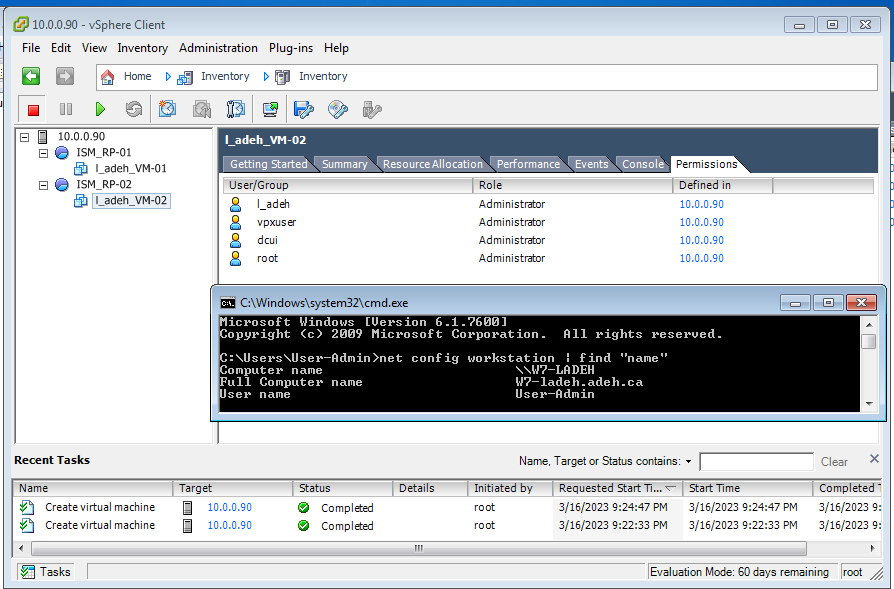 10.0.0.90 - vSphere Client
File Edit View Inventory Administration Plug-ins Help
Home Inventory Inventory
10.0.0.90
ISM_RP-01
l_adeh_VM-01
ISM_RP-02
l_adeh_VM-02
l_adeh_VM-02
Getting Started Summary Resource Allocation Performance Events Console Permissions
User/Group Role Defined in
l_adeh Administrator 10.0.0.90
vpxuser Administrator 10.0.0.90
dcui Administrator 10.0.0.90
root Administrator 10.0.0.90
C:\Windows\system32\cmd.exe
Microsoft Windows [Version 6.1.7600]
Copyright (c) 2009 Microsoft Corporation. All rights reserved.
C:\Users\User-Admin>net config workstation | find "name"
Computer name \\W7-LADEH
Full Computer name W7-ladeh.adeh.ca
User name User-Admin
Recent Tasks Name, Target or Status contains: Clear
Name Target Status Details Initiated by Requested Start Ti... Start Time Completed T
Create virtual machine 10.0.0.90 Completed root 3/16/2023 9:24:47 PM 3/16/2023 9:24:47 PM 3/16/2023 9:
Create virtual machine 10.0.0.90 Completed root 3/16/2023 9:22:33 PM 3/16/2023 9:22:33 PM 3/16/2023 9:
Tasks Evaluation Mode: 60 days remaining root